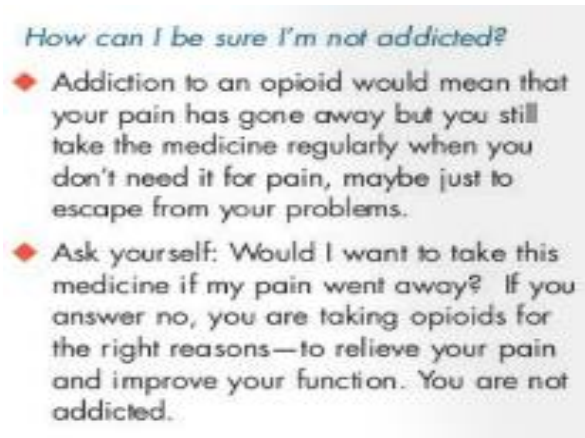 How can I be sure I'm not addicted?
Addiction to an opioid would mean that
your pain has gone away but you still
take the medicine regularly when you
don't need it for pain, maybe just to
escape from your problems.
Ask yourself: Would I want to take this
medicine if my pain went away? If you
answer no, you are taking opioids for
the right reasons—to relieve your pain
and improve your function. You are not
addicted.